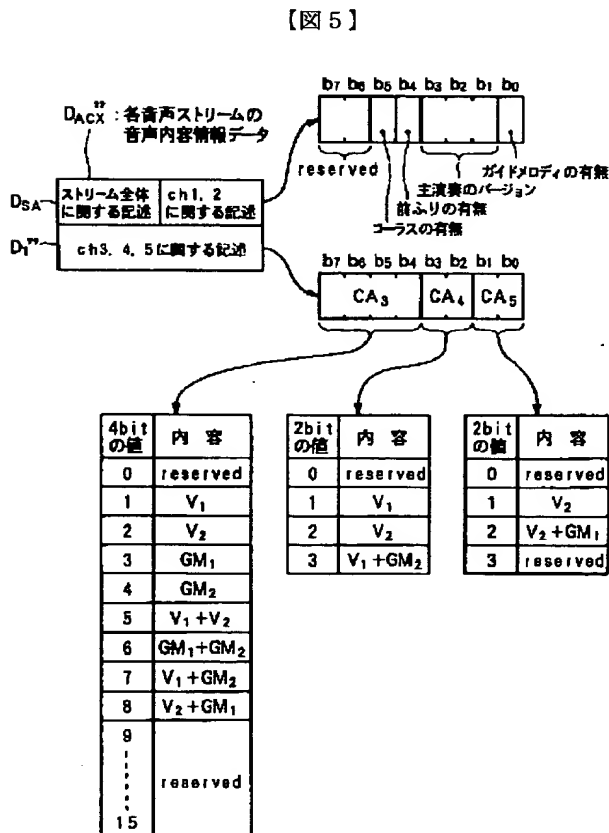 【図5】
b7 b6 b5 b4 b3 b2 b1 b0
DACX'' : 各音声ストリームの
音声内容情報データ
reserved
ガイドメロディの有無
主演奏のバージョン
前ふりの有無
コーラスの有無
DSA
ストリーム全体
に関する記述
ch1, 2
に関する記述
D1''
ch3, 4, 5に関する記述
b7 b6 b5 b4 b3 b2 b1 b0
CA3 CA4 CA5
4bit
の値 内容
0 reserved
1 V1
2 V2
3 GM1
4 GM2
5 V1+V2
6 GM1+GM2
7 V1+GM2
8 V2+GM1
9
reserved
15
2bit
の値 内容
0 reserved
1 V1
2 V2
3 V1+GM2
2bit
の値 内容
0 reserved
1 V2
2 V2+GM1
3 reserved